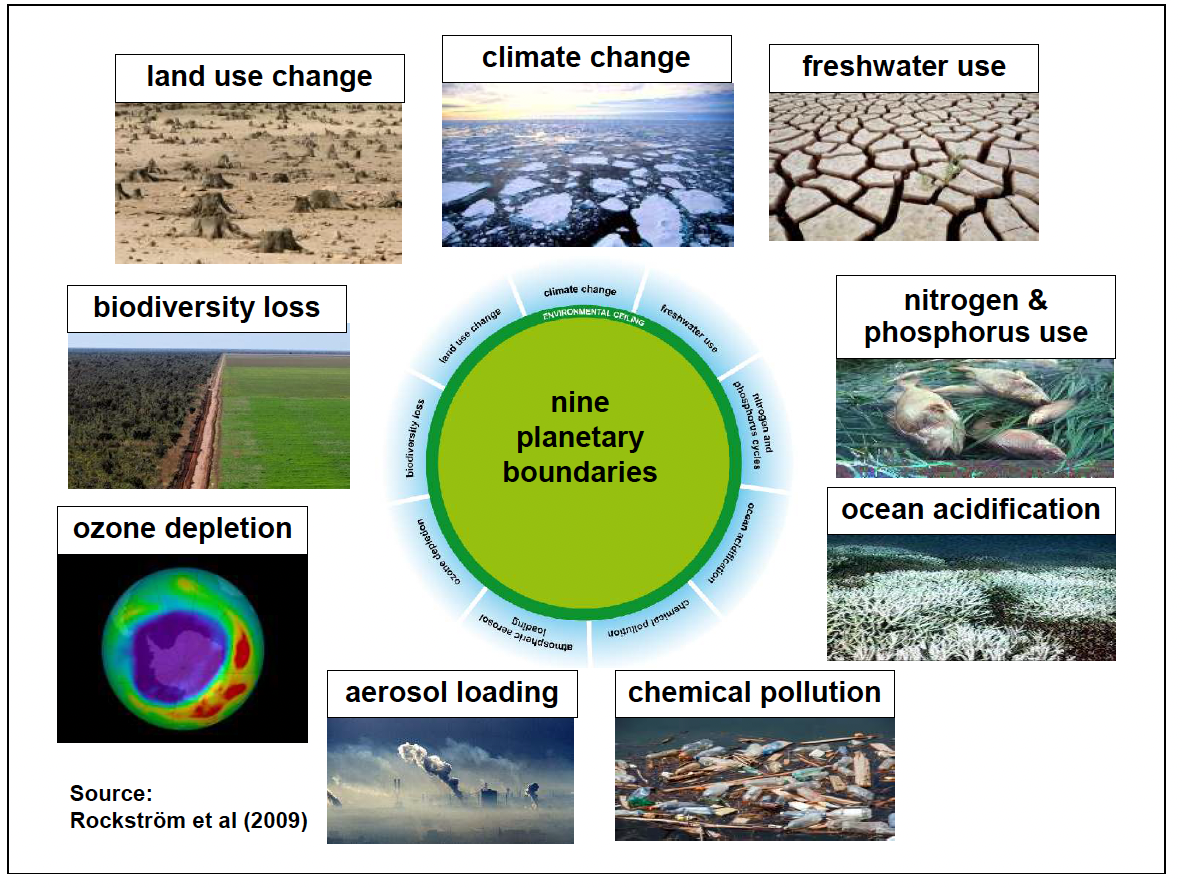 climate change
land use change
freshwater use
nitrogen &
phosphorus use
biodiversity loss
climate change
ENVIRONMENTAL CEILING
land use change
freshwater use
nitrogen and
phosphorus cycles
biodiversity loss
nine
planetary
boundaries
ocean acidification
ozone depletion
ocean acidification
ozone depletion
chemical pollution
atmospheric aerosol
loading
aerosol loading
chemical pollution
Source:
Rockström et al (2009)